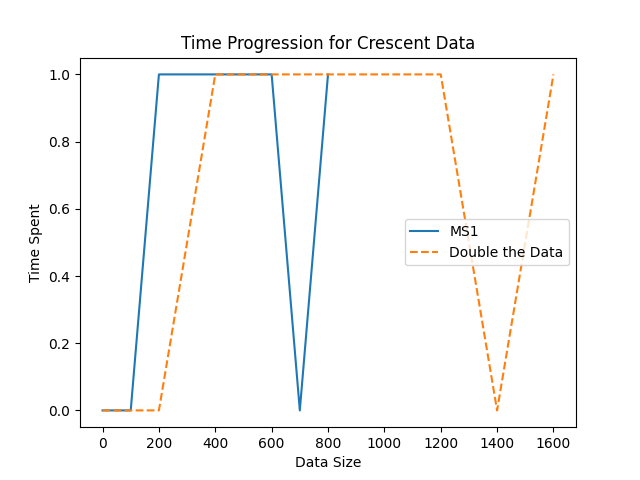 Time Progression for Crescent Data
1.0
0.8
0.6
0.4
0.2
0.0
Time Spent
MS1
Double the Data
0 200 400 600 800 1000 1200 1400 1600
Data Size